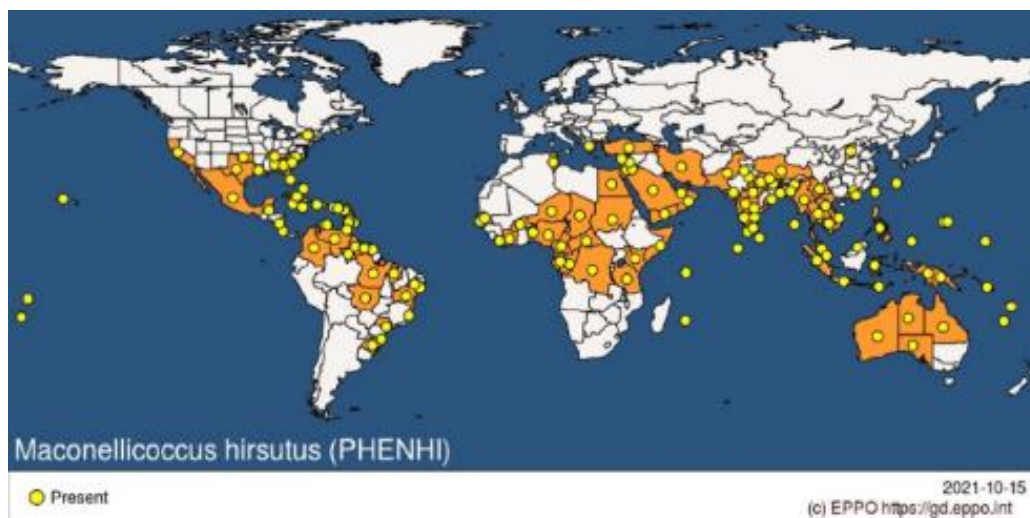 Maconellicoccus hirsutus (PHENHI)
Present
2021-10-15
(c) EPPO https://gd.eppo.int